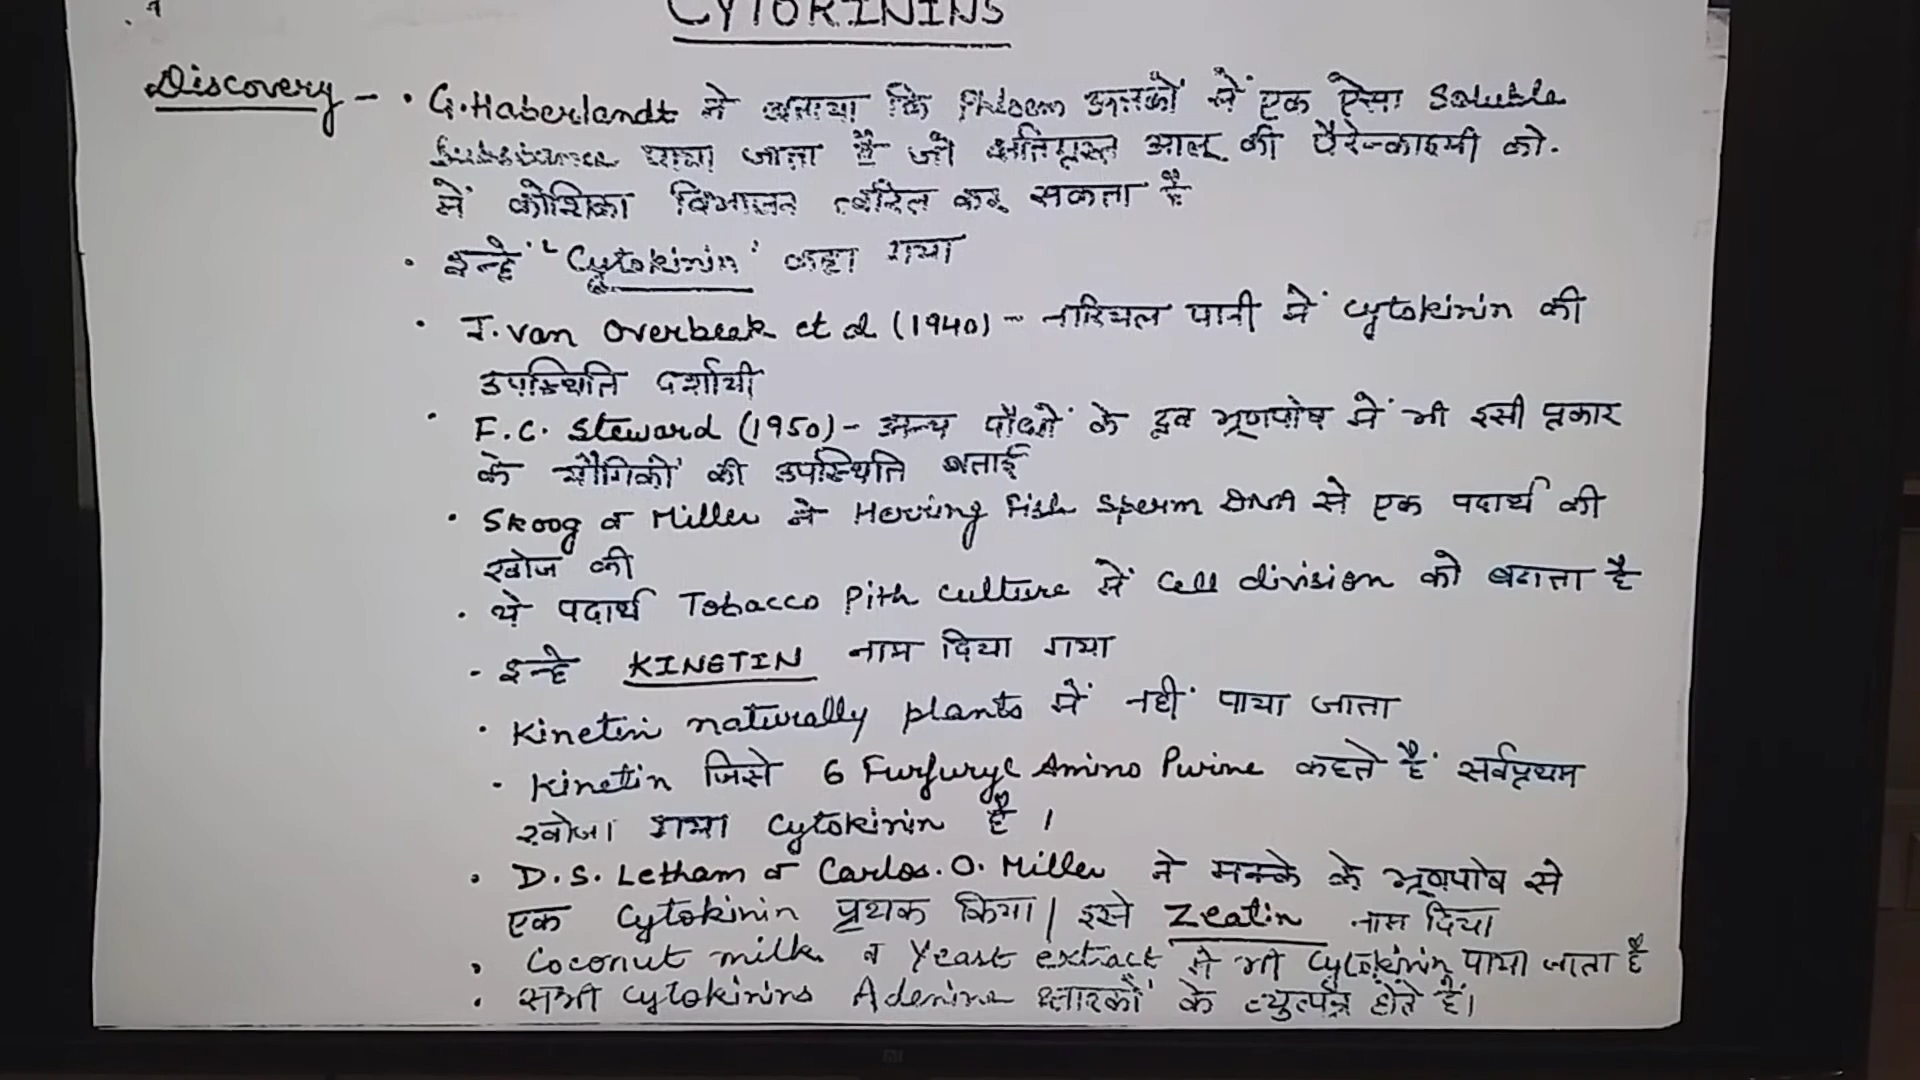 CYTOKININS
Discovery - • G. Haberlandt ने बताया कि Phloem ऊतकों में एक ऐसा Soluble
Substance पाया जाता है जो क्षतिग्रस्त आलू की पैरेन्काइमी को.
में कोशिका विभाजन त्वरित कर सकता है
• इन्हे "Cytokinin' कहा गया
• J. van Overbeek et al (1940) - नारियल पानी में Cytokinin की
उपस्थिति दर्शायी
• F.C. Steward (1950) - अन्य पौधों के द्रव भ्रूणपोष में भी इसी प्रकार
के यौगिकों की उपस्थिति बताई
• Skoog & Miller ने Herring fish sperm DNA से एक पदार्थ की
खोज की
• ये पदार्थ Tobacco Pith culture में Cell division को बढाता है
• इन्हे KINETIN नाम दिया गया
• Kinetin naturally plants में नहीं पाया जाता
• Kinetin जिसे 6 Furfuryl Amino Purine कहते हैं सर्वप्रथम
खोजा गया Cytokinin है ।
• D.S. Letham & Carlos. O. Miller ने मक्के के भ्रूणपोष से
एक Cytokinin पृथक किया | इसे Zeatin नाम दिया
• Coconut milk व Yeast extract में भी Cytokinin पाया जाता है
• सभी Cytokinins Adenine क्षारकों के व्युत्पन्न होते हैं।